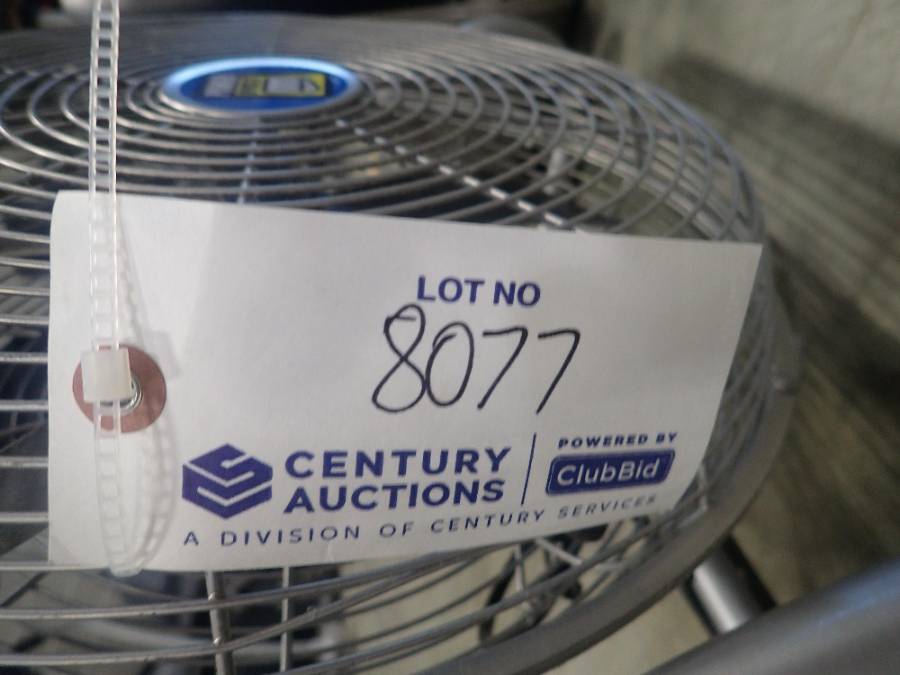 LOT NO
8077
CENTURY
AUCTIONS
POWERED BY
ClubBid
A DIVISION OF CENTURY SERVICES